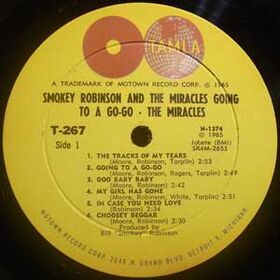 TAMLA
A TRADEMARK OF MOTOWN RECORD CORP. © 1965
SMOKEY ROBINSON AND THE MIRACLES GOING
TO A GO-GO - THE MIRACLES
T-267
Side 1
H-1374
© 1965
Jobete (BMI)
SR4M-2653
1. THE TRACKS OF MY TEARS
(Moore, Robinson, Tarplin) 2:53
2. GOING TO A GO-GO
(Moore, Robinson, Rogers, Tarplin) 2:49
3. OOO BABY BABY
(Moore, Robinson) 2:42
4. MY GIRL HAS GONE
(Moore, Robinson, White, Tarplin) 2:51
5. IN CASE YOU NEED LOVE
(Robinson) 2:34
6. CHOOSEY BEGGAR
(Moore, Robinson) 2:30
Produced by
Bill "Smokey" Robinson
MOTOWN RECORD CORP. 2648 W. GRAND BLVD. DETROIT 8, MICHIGAN